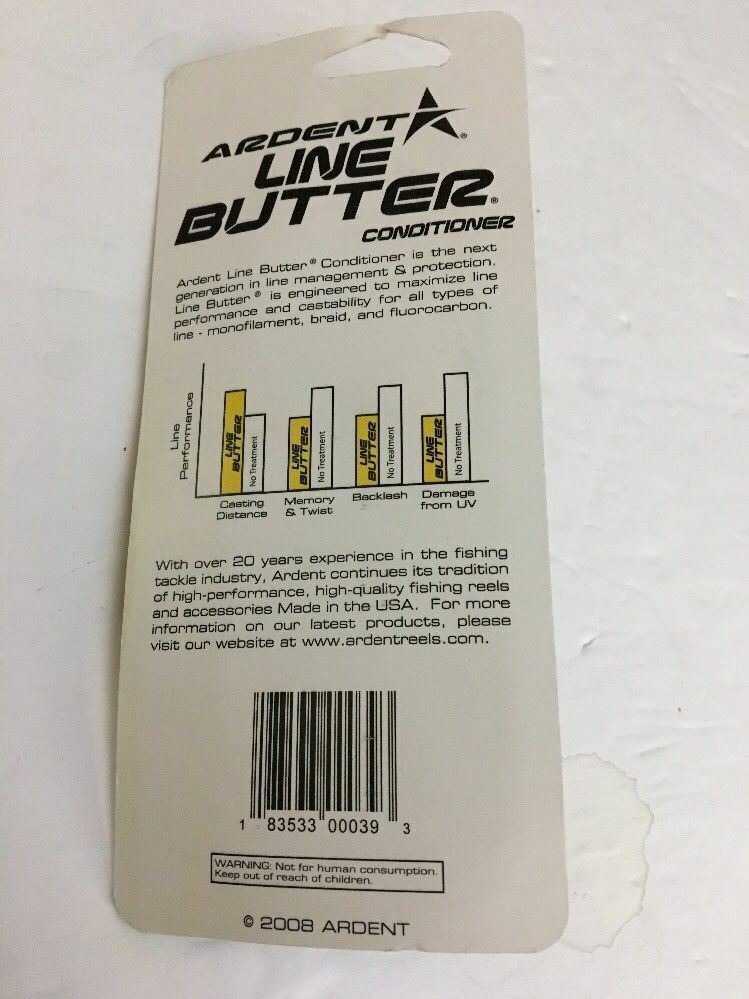 ARDENT®
LINE
BUTTER®
CONDITIONER
Ardent Line Butter® Conditioner is the next
generation in line management & protection.
Line Butter® is engineered to maximize line
performance and castability for all types of
line - monofilament, braid, and fluorocarbon.
Line
Performance
LINE
BUTTER
No Treatment
LINE
BUTTER
No Treatment
LINE
BUTTER
No Treatment
LINE
BUTTER
No Treatment
Casting
Distance
Memory
& Twist
Backlash
Damage
from UV
With over 20 years experience in the fishing
tackle industry, Ardent continues its tradition
of high-performance, high-quality fishing reels
and accessories Made in the USA. For more
information on our latest products, please
visit our website at www.ardentreels.com.
1 83533 00039 3
WARNING: Not for human consumption.
Keep out of reach of children.
© 2008 ARDENT